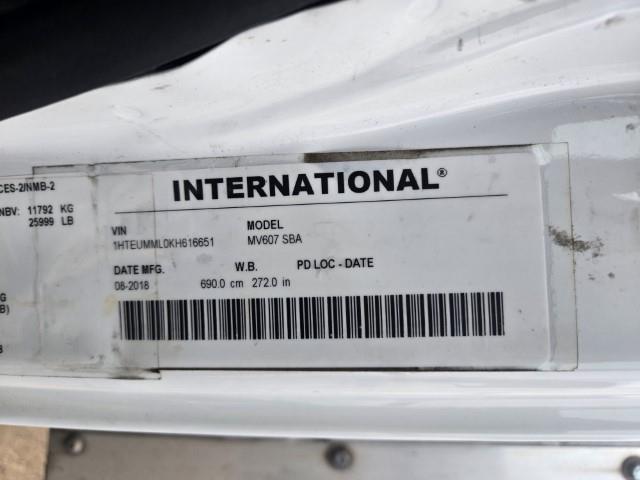 CES-2/NMB-2
NBV: 11792 KG
25999 LB
G
B)
B
INTERNATIONAL®
VIN MODEL
1HTEUMML0KH616651 MV607 SBA
DATE MFG. W.B. PD LOC - DATE
08-2018 690.0 cm 272.0 in